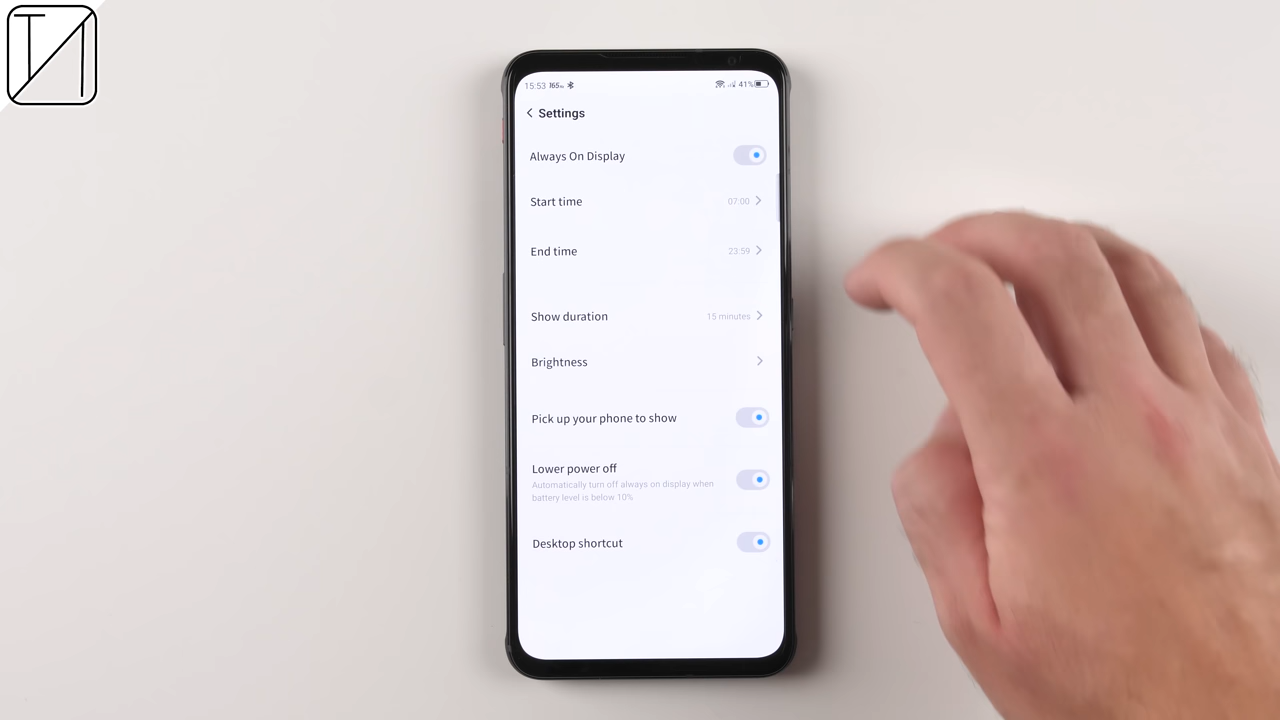 15:53 165Hz 41%
Settings
Always On Display
Start time 07:00
End time 23:59
Show duration 15 minutes
Brightness
Pick up your phone to show
Lower power off
Automatically turn off always on display when
battery level is below 10%
Desktop shortcut